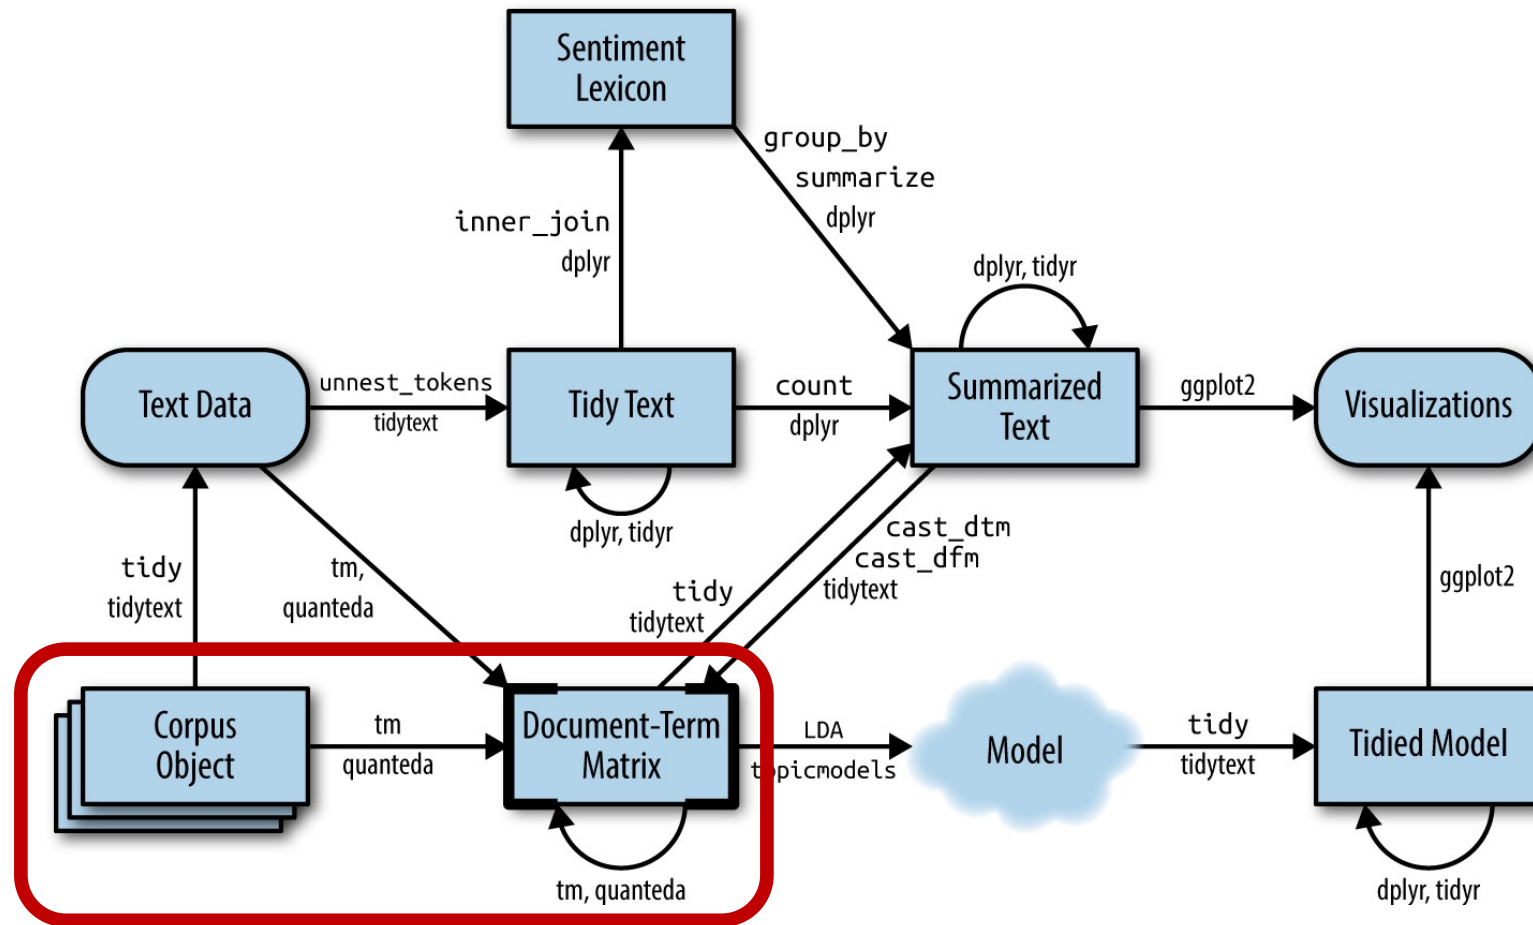 Sentiment
Lexicon
group_by
summarize
dplyr
inner_join
dplyr
dplyr, tidyr
Text Data
unnest_tokens
tidytext
Tidy Text
count
dplyr
Summarized
Text
ggplot2
Visualizations
dplyr, tidyr
cast_dtm
cast_dfm
tidytext
tidy
tidytext
tm,
quanteda
tidy
tidytext
ggplot2
Corpus
Object
tm
quanteda
Document-Term
Matrix
LDA
topicmodels
Model
tidy
tidytext
Tidied Model
tm, quanteda
dplyr, tidyr